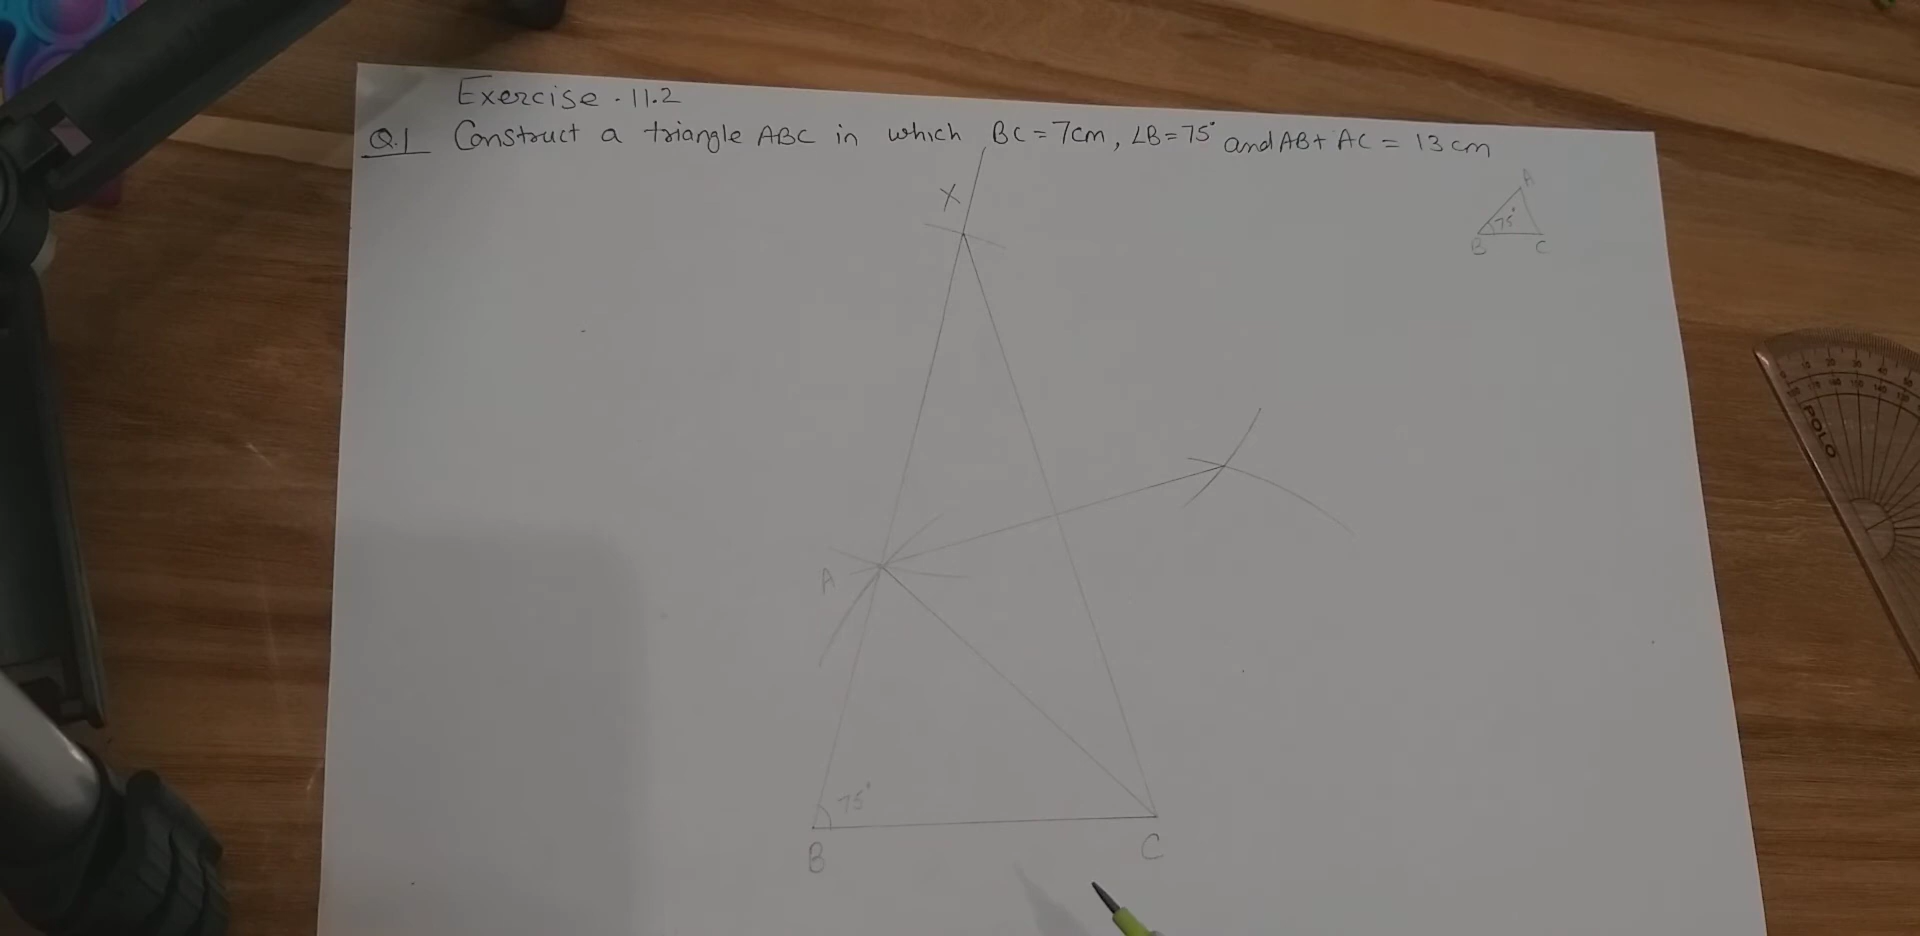 Exercise - 11.2
Q.1 Construct a triangle ABC in which BC = 7cm, ∠B = 75° and AB + AC = 13 cm
X
A
75°
B C
A
75°
B C
POLO